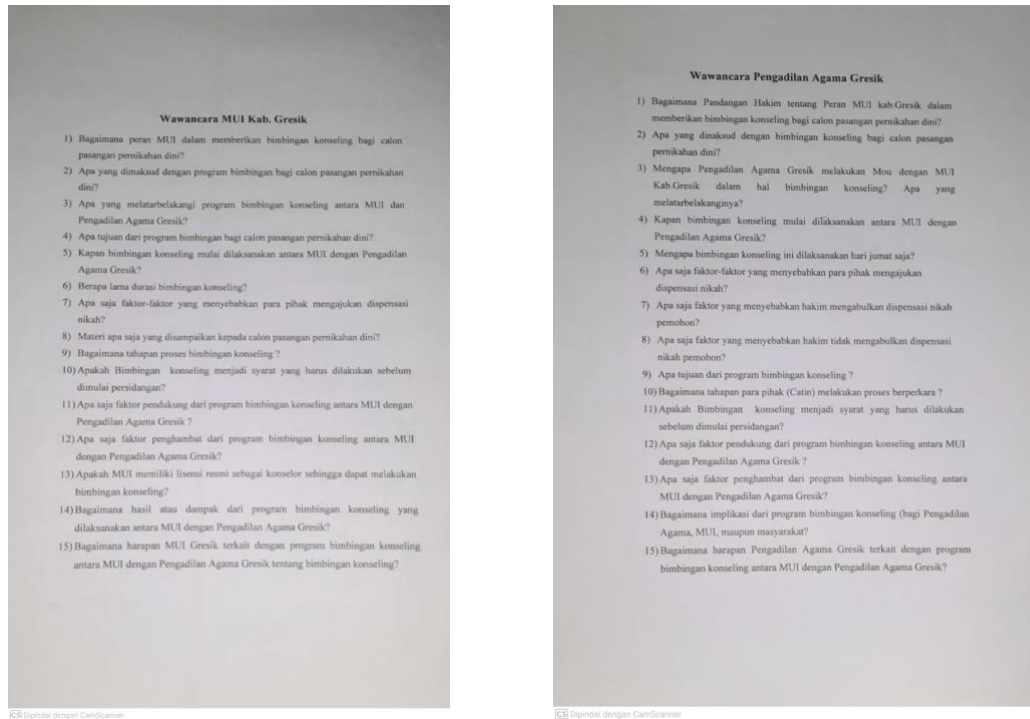 Wawancara MUI Kab. Gresik
1) Bagaimana peran MUI dalam memberikan bimbingan konseling bagi calon
pasangan pernikahan dini?
2) Apa yang dimaksud dengan program bimbingan bagi calon pasangan pernikahan
dini?
3) Apa yang melatarbelakangi program bimbingan konseling antara MUI dan
Pengadilan Agama Gresik?
4) Apa tujuan dari program bimbingan bagi calon pasangan pernikahan dini?
5) Kapan bimbingan konseling mulai dilaksanakan antara MUI dengan Pengadilan
Agama Gresik?
6) Berapa lama durasi bimbingan konseling?
7) Apa saja faktor-faktor yang menyebabkan para pihak mengajukan dispensasi
nikah?
8) Materi apa saja yang disampaikan kepada calon pasangan pernikahan dini?
9) Bagaimana tahapan proses bimbingan konseling ?
10) Apakah Bimbingan konseling menjadi syarat yang harus dilakukan sebelum
dimulai persidangan?
11) Apa saja faktor pendukung dari program bimbingan konseling antara MUI dengan
Pengadilan Agama Gresik ?
12) Apa saja faktor penghambat dari program bimbingan konseling antara MUI
dengan Pengadilan Agama Gresik?
13) Apakah MUI memiliki lisensi resmi sebagai konselor sehingga dapat melakukan
bimbingan konseling?
14) Bagaimana hasil atau dampak dari program bimbingan konseling yang
dilaksanakan antara MUI dengan Pengadilan Agama Gresik?
15) Bagaimana harapan MUI Gresik terkait dengan program bimbingan konseling
antara MUI dengan Pengadilan Agama Gresik tentang bimbingan konseling?
CS Dipindai dengan CamScanner
Wawancara Pengadilan Agama Gresik
1) Bagaimana Pandangan Hakim tentang Peran MUI kab.Gresik dalam
memberikan bimbingan konseling bagi calon pasangan pernikahan dini?
2) Apa yang dinaksud dengan bimbingan konseling bagi calon pasangan
pernikahan dini?
3) Mengapa Pengadilan Agama Gresik melakukan Mou dengan MUI
Kab.Gresik dalam hal bimbingan konseling? Apa yang
melatarbelakanginya?
4) Kapan bimbingan konseling mulai dilaksanakan antara MUI dengan
Pengadilan Agama Gresik?
5) Mengapa bimbingan konseling ini dilaksanakan hari jumat saja?
6) Apa saja faktor-faktor yang menyebabkan para pihak mengajukan
dispensasi nikah?
7) Apa saja faktor yang menyebabkan hakim mengabulkan dispensasi nikah
pemohon?
8) Apa saja faktor yang menyebabkan hakim tidak mengabulkan dispensasi
nikah pemohon?
9) Apa tujuan dari program bimbingan konseling ?
10) Bagaimana tahapan para pihak (Catin) melakukan proses berperkara ?
11) Apakah Bimbingan konseling menjadi syarat yang harus dilakukan
sebelum dimulai persidangan?
12) Apa saja faktor pendukung dari program bimbingan konseling antara MUI
dengan Pengadilan Agama Gresik ?
13) Apa saja faktor penghambat dari program bimbingan konseling antara
MUI dengan Pengadilan Agama Gresik?
14) Bagaimana implikasi dari program bimbingan konseling (bagi Pengadilan
Agama, MUI, maupun masyarakat?
15) Bagaimana harapan Pengadilan Agama Gresik terkait dengan program
bimbingan konseling antara MUI dengan Pengadilan Agama Gresik?
CS Dipindai dengan CamScanner